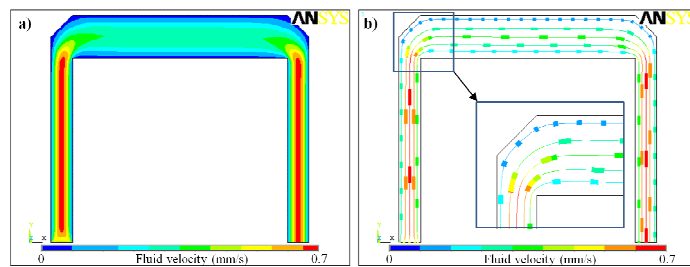 a)
ANSYS
Y
X
Fluid velocity (mm/s)
0
0.7
b)
ANSYS
Y
X
Fluid velocity (mm/s)
0
0.7